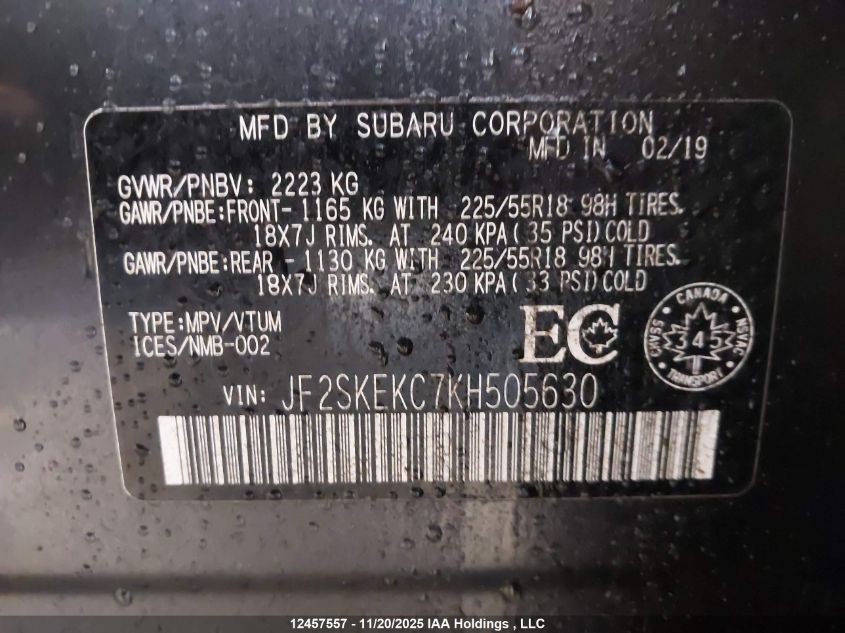 MFD BY SUBARU CORPORATION
MFD IN 02/19
GVWR/PNBV: 2223 KG
GAWR/PNBE:FRONT- 1165 KG WITH 225/55R18 98H TIRES.
18X7J RIMS. AT 240 KPA( 35 PSI)COLD
GAWR/PNBE:REAR - 1130 KG WITH 225/55R18 98H TIRES.
18X7J RIMS. AT 230 KPA( 33 PSI)COLD
TYPE:MPV/VTUM
ICES/NMB-002
EC
CANADA
CMVSS
345
NSVAC
TRANSPORT
VIN: JF2SKEKC7KH505630
12457557 - 11/20/2025 IAA Holdings , LLC